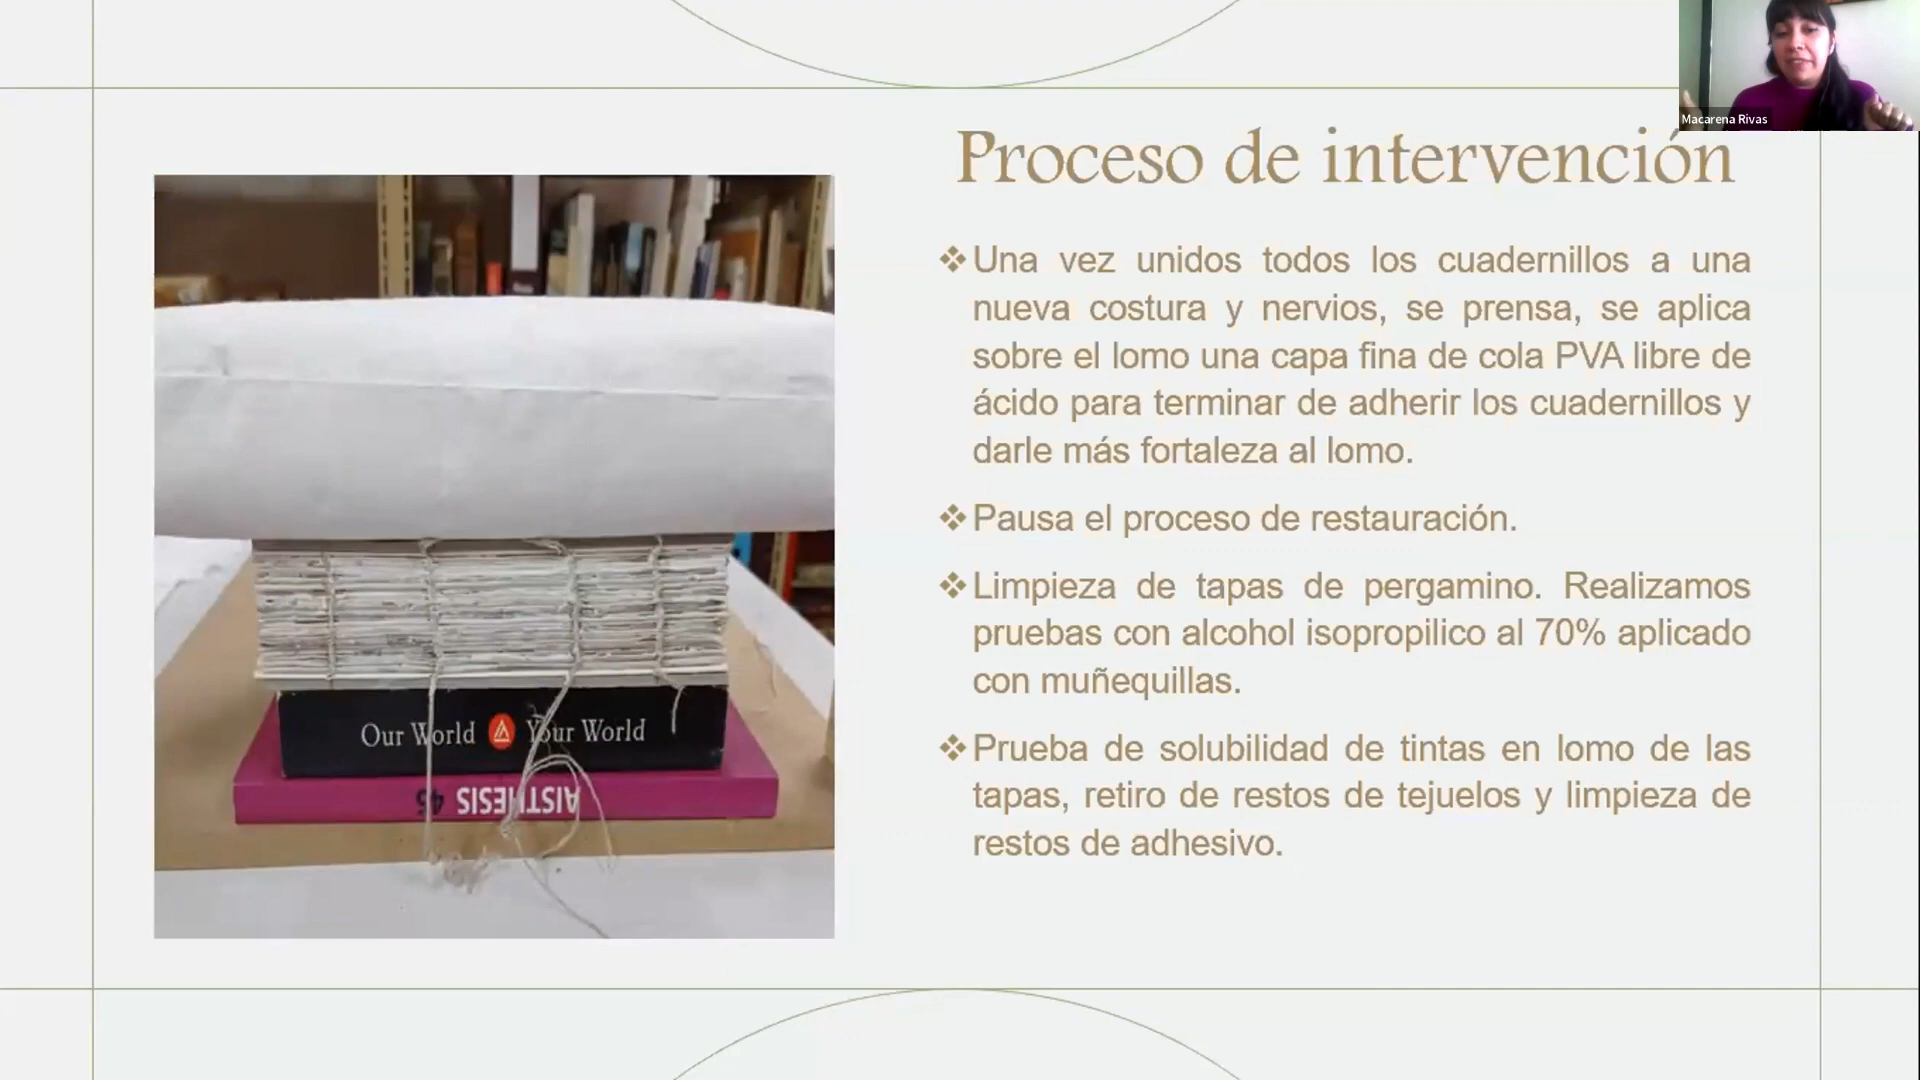 Macarena Rivas
Proceso de intervención
❖ Una vez unidos todos los cuadernillos a una
nueva costura y nervios, se prensa, se aplica
sobre el lomo una capa fina de cola PVA libre de
ácido para terminar de adherir los cuadernillos y
darle más fortaleza al lomo.
❖ Pausa el proceso de restauración.
❖ Limpieza de tapas de pergamino. Realizamos
pruebas con alcohol isopropilico al 70% aplicado
con muñequillas.
❖ Prueba de solubilidad de tintas en lomo de las
tapas, retiro de restos de tejuelos y limpieza de
restos de adhesivo.
Our World Your World
AISTHESIS 45